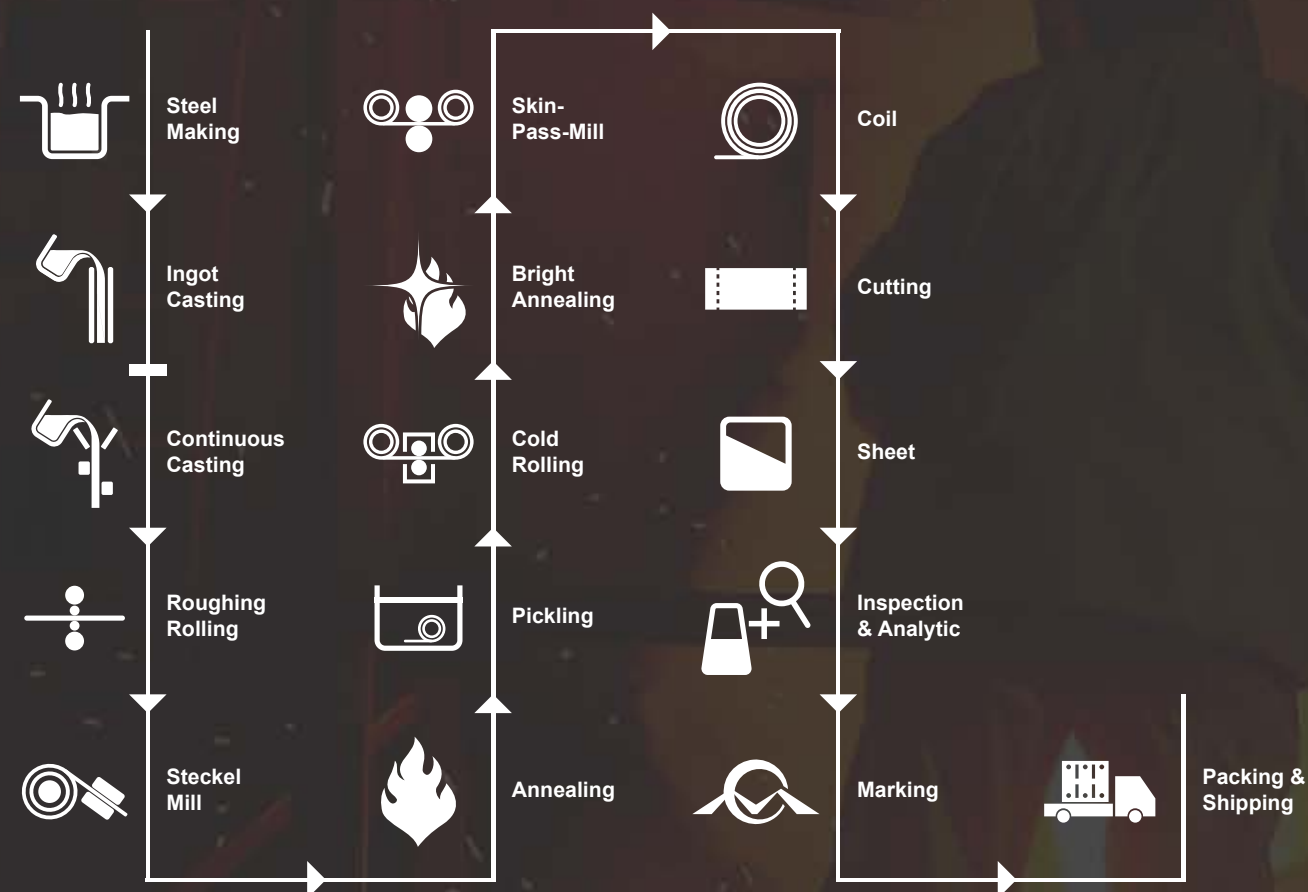 Steel
Making
Ingot
Casting
Continuous
Casting
Roughing
Rolling
Steckel
Mill
Annealing
Pickling
Cold
Rolling
Bright
Annealing
Skin-
Pass-Mill
Coil
Cutting
Sheet
Inspection
& Analytic
Marking
Packing &
Shipping